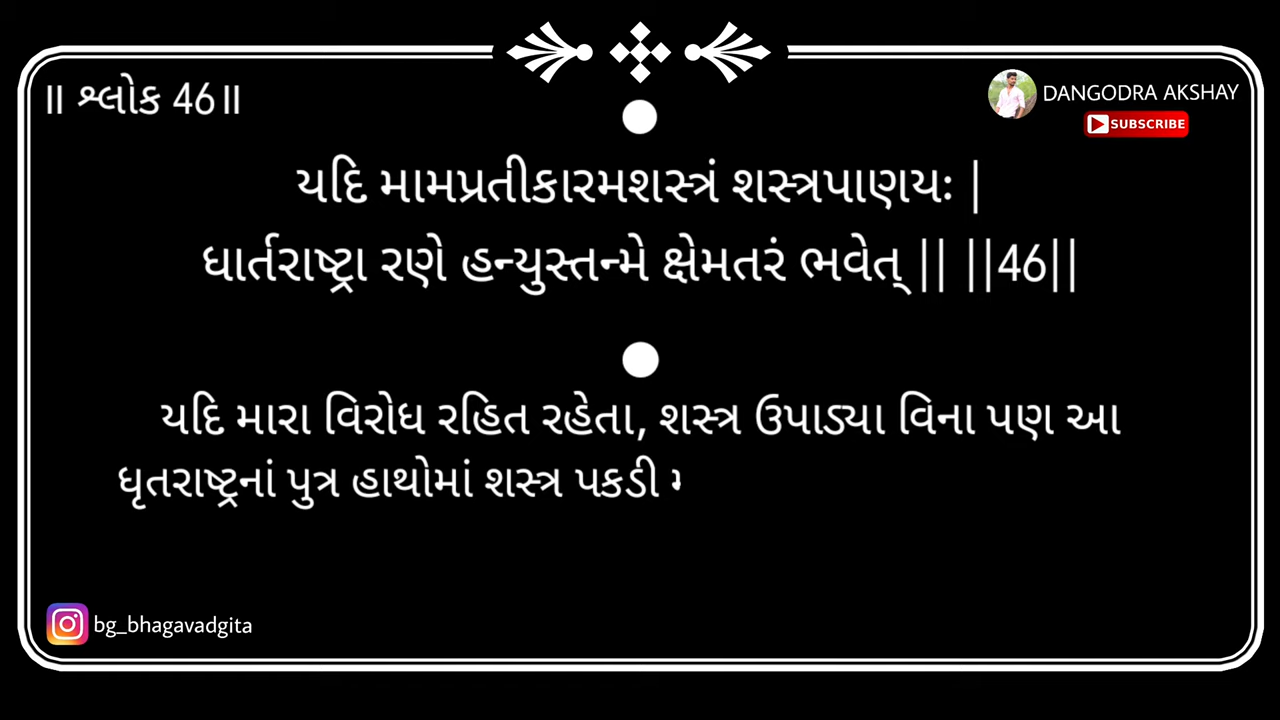 ॥ શ્લોક 46॥
DANGODRA AKSHAY
SUBSCRIBE
યદિ મામપ્રતીકારમશસ્ત્રં શસ્ત્રપાણયઃ |
ધાર્તરાષ્ટ્રા રણે હન્યુસ્તન્મે ક્ષેમતરં ભવેત્ || ||46||
યદિ મારા વિરોધ રહિત રહેતા, શસ્ત્ર ઉપાડ્યા વિના પણ આ
ધૃતરાષ્ટ્રનાં પુત્ર હાથોમાં શસ્ત્ર પકડી
bg_bhagavadgita